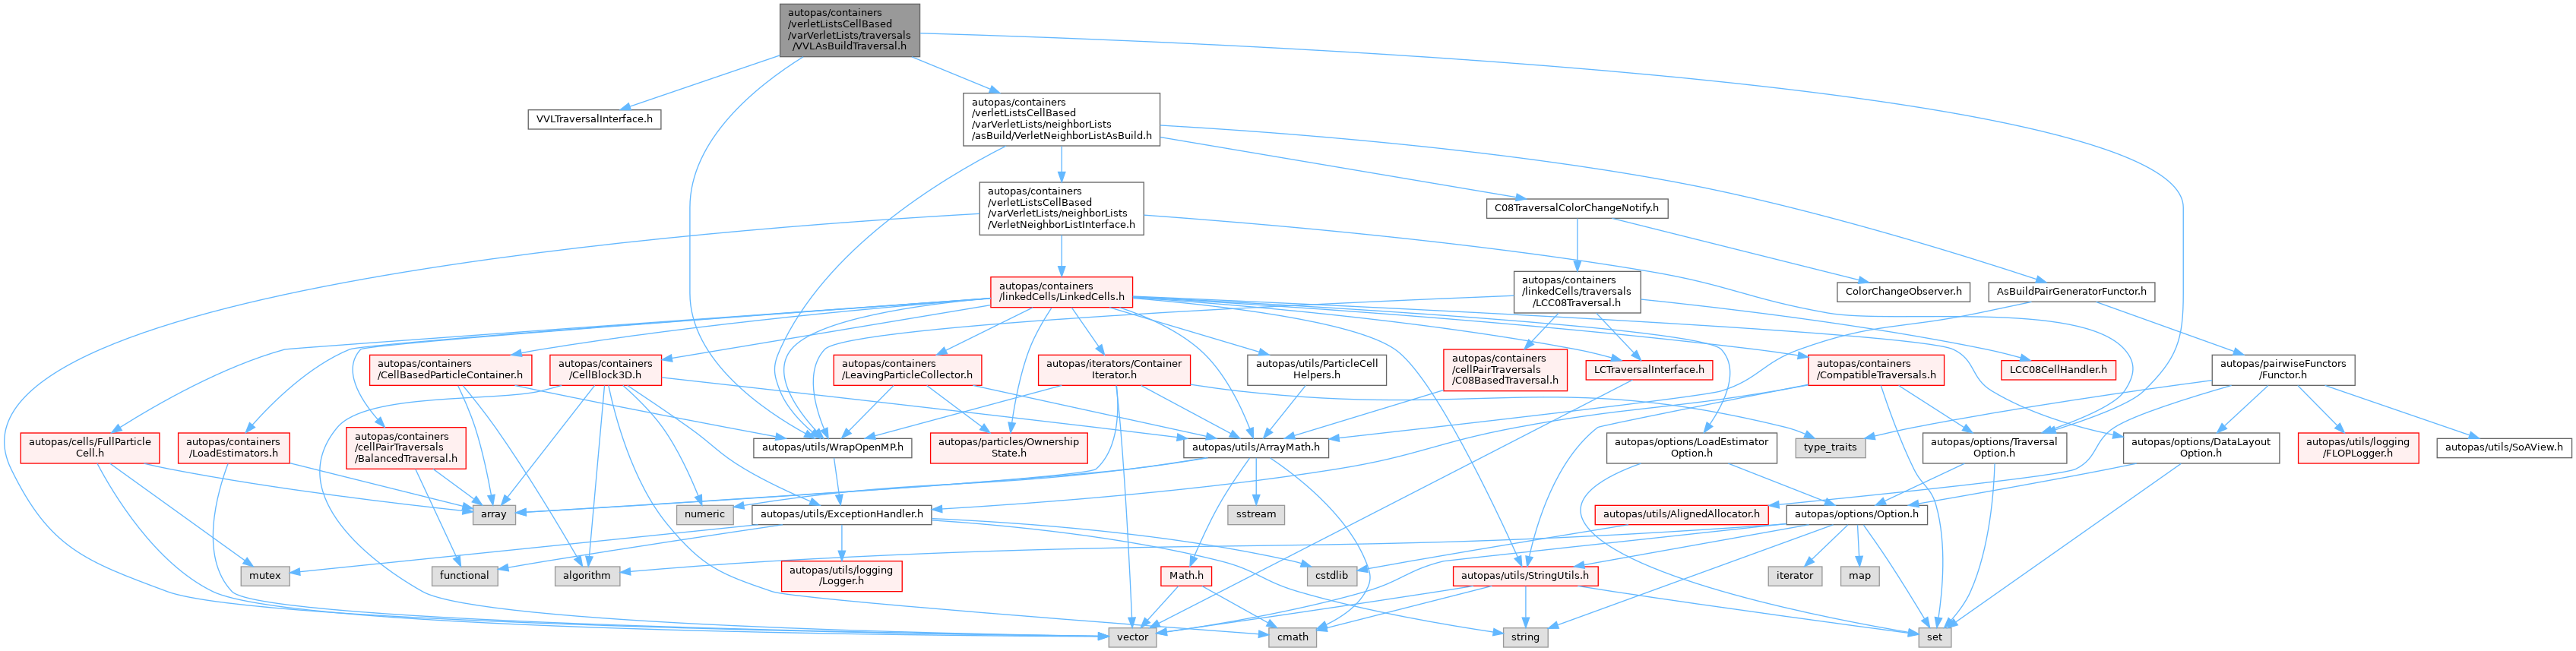 autopas/containers
/verletListsCellBased
/varVerletLists/traversals
/VVLAsBuildTraversal.h
VVLTraversalInterface.h
autopas/containers
/verletListsCellBased
/varVerletLists/neighborLists
/asBuild/VerletNeighborListAsBuild.h
autopas/containers
/verletListsCellBased
/varVerletLists/neighborLists
/VerletNeighborListInterface.h
C08TraversalColorChangeNotify.h
autopas/containers
/linkedCells/LinkedCells.h
autopas/containers
/linkedCells/traversals
/LCC08Traversal.h
ColorChangeObserver.h
AsBuildPairGeneratorFunctor.h
autopas/containers
/CellBasedParticleContainer.h
autopas/containers
/CellBlock3D.h
autopas/containers
/LeavingParticleCollector.h
autopas/iterators/Container
Iterator.h
autopas/utils/ParticleCell
Helpers.h
autopas/containers
/cellPairTraversals
/C08BasedTraversal.h
LCTraversalInterface.h
autopas/containers
/CompatibleTraversals.h
LCC08CellHandler.h
autopas/pairwiseFunctors
/Functor.h
autopas/cells/FullParticle
Cell.h
autopas/containers
/LoadEstimators.h
autopas/containers
/cellPairTraversals
/BalancedTraversal.h
autopas/utils/WrapOpenMP.h
autopas/particles/Ownership
State.h
autopas/utils/ArrayMath.h
autopas/options/LoadEstimator
Option.h
type_traits
autopas/options/Traversal
Option.h
autopas/options/DataLayout
Option.h
autopas/utils/logging
/FLOPLogger.h
autopas/utils/SoAView.h
array
numeric
autopas/utils/ExceptionHandler.h
sstream
autopas/utils/AlignedAllocator.h
autopas/options/Option.h
mutex
functional
algorithm
autopas/utils/logging
/Logger.h
Math.h
cstdlib
autopas/utils/StringUtils.h
iterator
map
vector
cmath
string
set